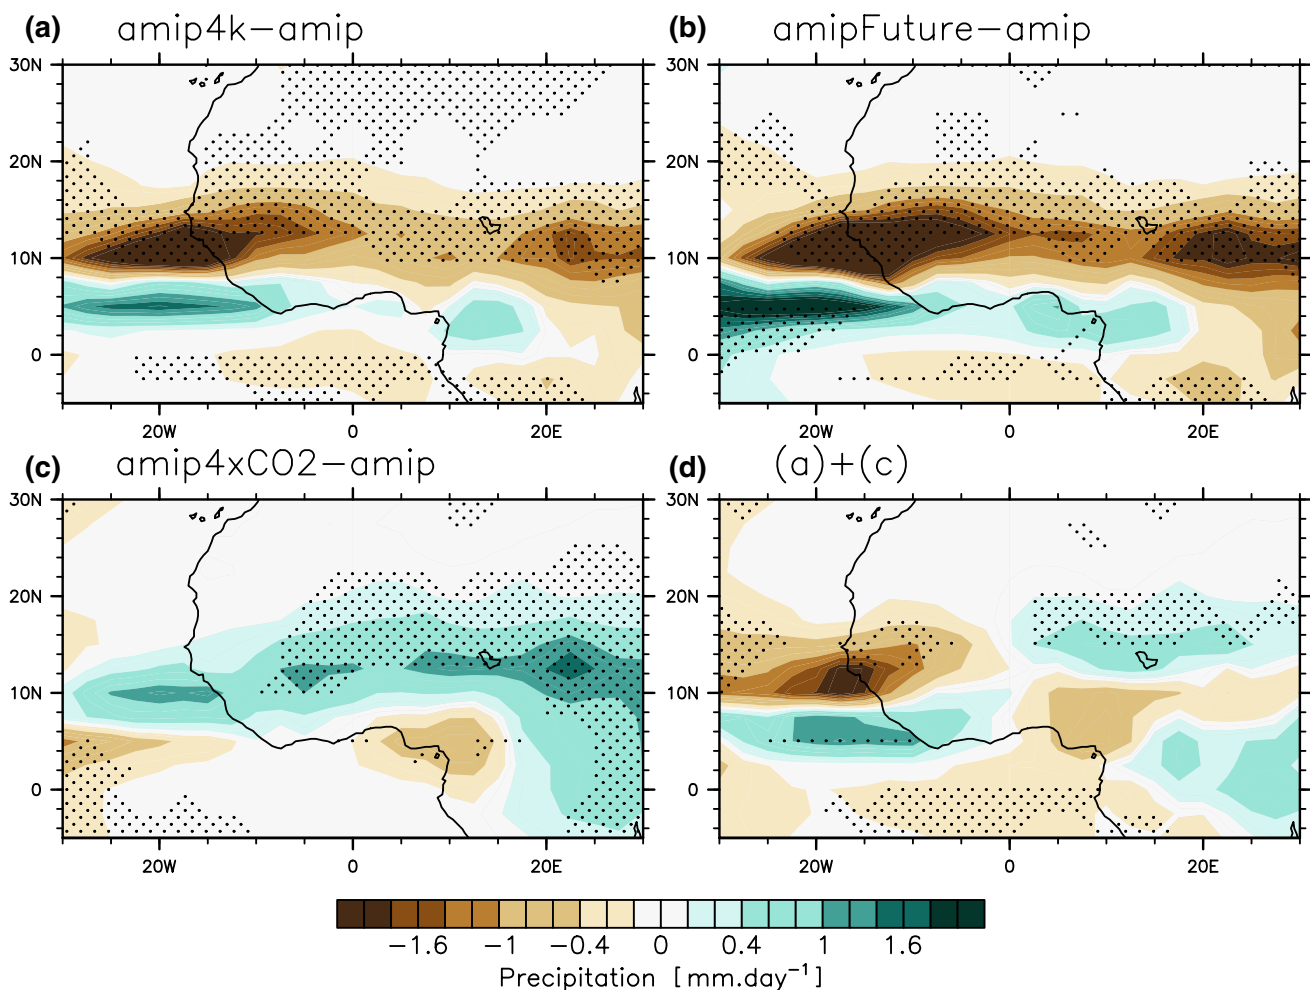 (a) amip4k−amip
(b) amipFuture−amip
30N
20N
10N
0
20W 0 20E
30N
20N
10N
0
20W 0 20E
(c) amip4xCO2−amip
(d) (a)+(c)
30N
20N
10N
0
20W 0 20E
30N
20N
10N
0
20W 0 20E
−1.6 −1 −0.4 0 0.4 1 1.6
Precipitation [mm.day⁻¹]